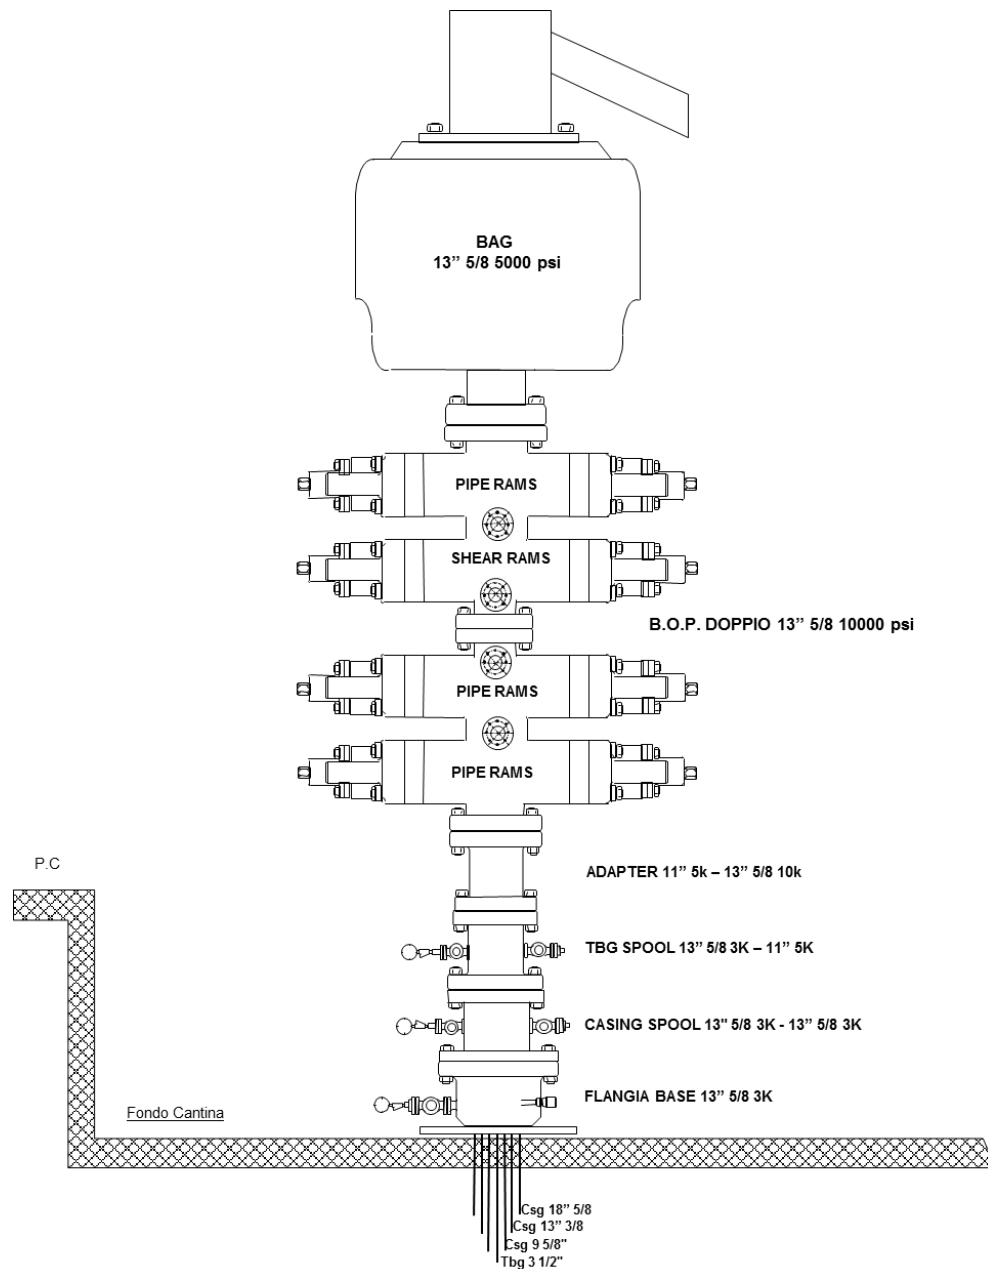 BAG
13” 5/8 5000 psi
PIPE RAMS
SHEAR RAMS
B.O.P. DOPPIO 13” 5/8 10000 psi
PIPE RAMS
PIPE RAMS
P.C
ADAPTER 11” 5k – 13” 5/8 10k
TBG SPOOL 13” 5/8 3K – 11” 5K
CASING SPOOL 13" 5/8 3K - 13” 5/8 3K
FLANGIA BASE 13” 5/8 3K
Fondo Cantina
Csg 18” 5/8
Csg 13” 3/8
Csg 9 5/8"
Tbg 3 1/2"